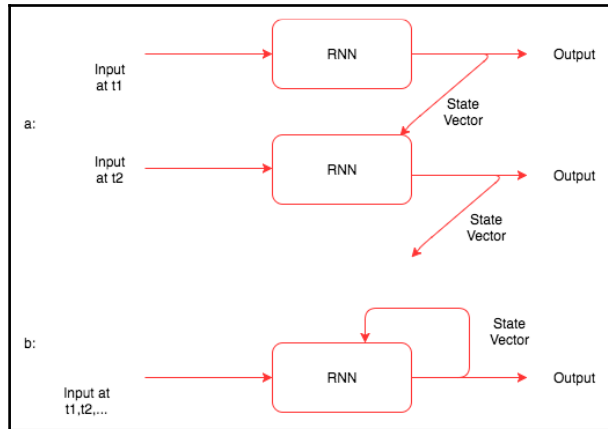 RNN
Input
at t1
Output
State
Vector
a:
Input
at t2
RNN
Output
State
Vector
State
Vector
b:
RNN
Output
Input at
t1,t2,...